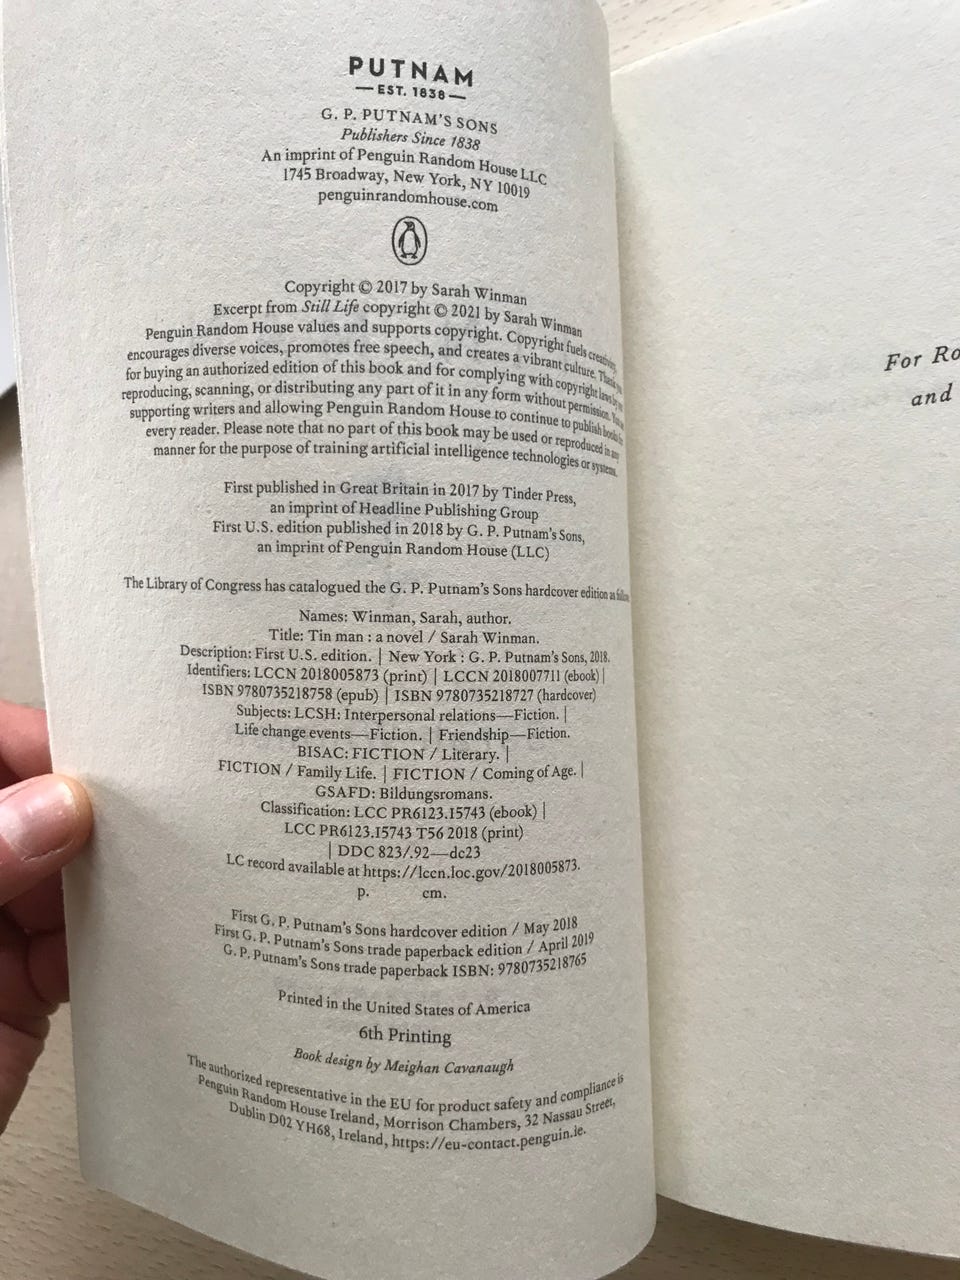 PUTNAM
—EST. 1838—
G. P. PUTNAM'S SONS
Publishers Since 1838
An imprint of Penguin Random House LLC
1745 Broadway, New York, NY 10019
penguinrandomhouse.com
Copyright © 2017 by Sarah Winman
Excerpt from Still Life copyright © 2021 by Sarah Winman
Penguin Random House values and supports copyright. Copyright fuels creativity,
encourages diverse voices, promotes free speech, and creates a vibrant culture. Thank you
for buying an authorized edition of this book and for complying with copyright laws by not
reproducing, scanning, or distributing any part of it in any form without permission. You are
supporting writers and allowing Penguin Random House to continue to publish books for
every reader. Please note that no part of this book may be used or reproduced in any
manner for the purpose of training artificial intelligence technologies or systems.
First published in Great Britain in 2017 by Tinder Press,
an imprint of Headline Publishing Group
First U.S. edition published in 2018 by G. P. Putnam's Sons,
an imprint of Penguin Random House (LLC)
The Library of Congress has catalogued the G. P. Putnam's Sons hardcover edition as
Names: Winman, Sarah, author.
Title: Tin man : a novel / Sarah Winman.
Description: First U.S. edition. | New York : G. P. Putnam's Sons, 2018.
Identifiers: LCCN 2018005873 (print) | LCCN 2018007711 (ebook) |
ISBN 9780735218758 (epub) | ISBN 9780735218727 (hardcover)
Subjects: LCSH: Interpersonal relations—Fiction. |
Life change events—Fiction. | Friendship—Fiction.
BISAC: FICTION / Literary. |
FICTION / Family Life. | FICTION / Coming of Age. |
GSAFD: Bildungsromans.
Classification: LCC PR6123.I5743 (ebook) |
LCC PR6123.I5743 T56 2018 (print)
| DDC 823/.92—dc23
LC record available at https://lccn.loc.gov/2018005873.
p. cm.
First G. P. Putnam's Sons hardcover edition / May 2018
First G. P. Putnam's Sons trade paperback edition / April 2019
G. P. Putnam's Sons trade paperback ISBN: 9780735218765
Printed in the United States of America
6th Printing
Book design by Meighan Cavanaugh
The authorized representative in the EU for product safety and compliance is
Penguin Random House Ireland, Morrison Chambers, 32 Nassau Street,
Dublin D02 YH68, Ireland, https://eu-contact.penguin.ie.
For Ro
and